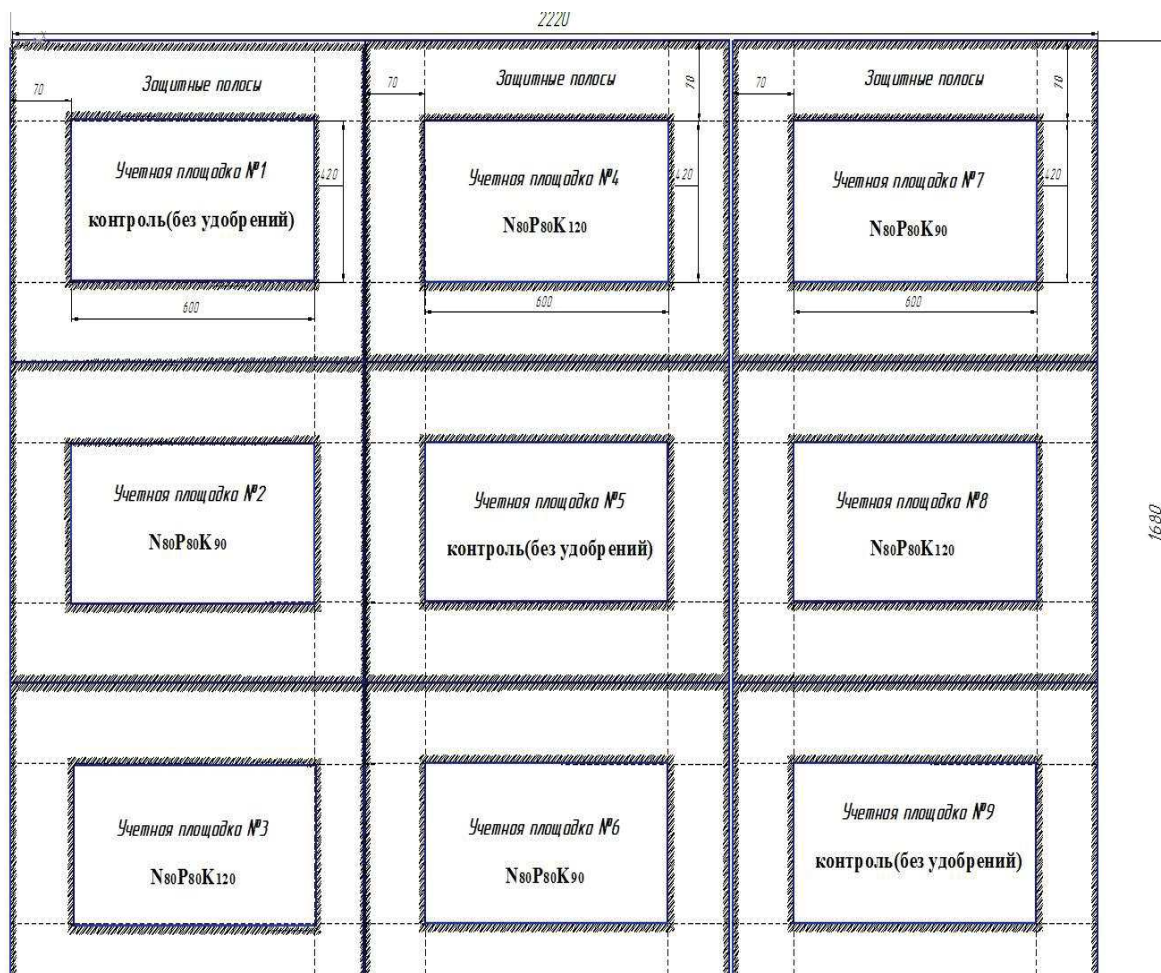 2220
Защитные полосы
Защитные полосы
Защитные полосы
70
70
70
70
70
Учетная площадка №1
контроль(без удобрений)
420
600
Учетная площадка №4
N80P80K120
420
600
Учетная площадка №7
N80P80K90
420
600
Учетная площадка №2
N80P80K90
Учетная площадка №5
контроль(без удобрений)
Учетная площадка №8
N80P80K120
1680
Учетная площадка №3
N80P80K120
Учетная площадка №6
N80P80K90
Учетная площадка №9
контроль(без удобрений)